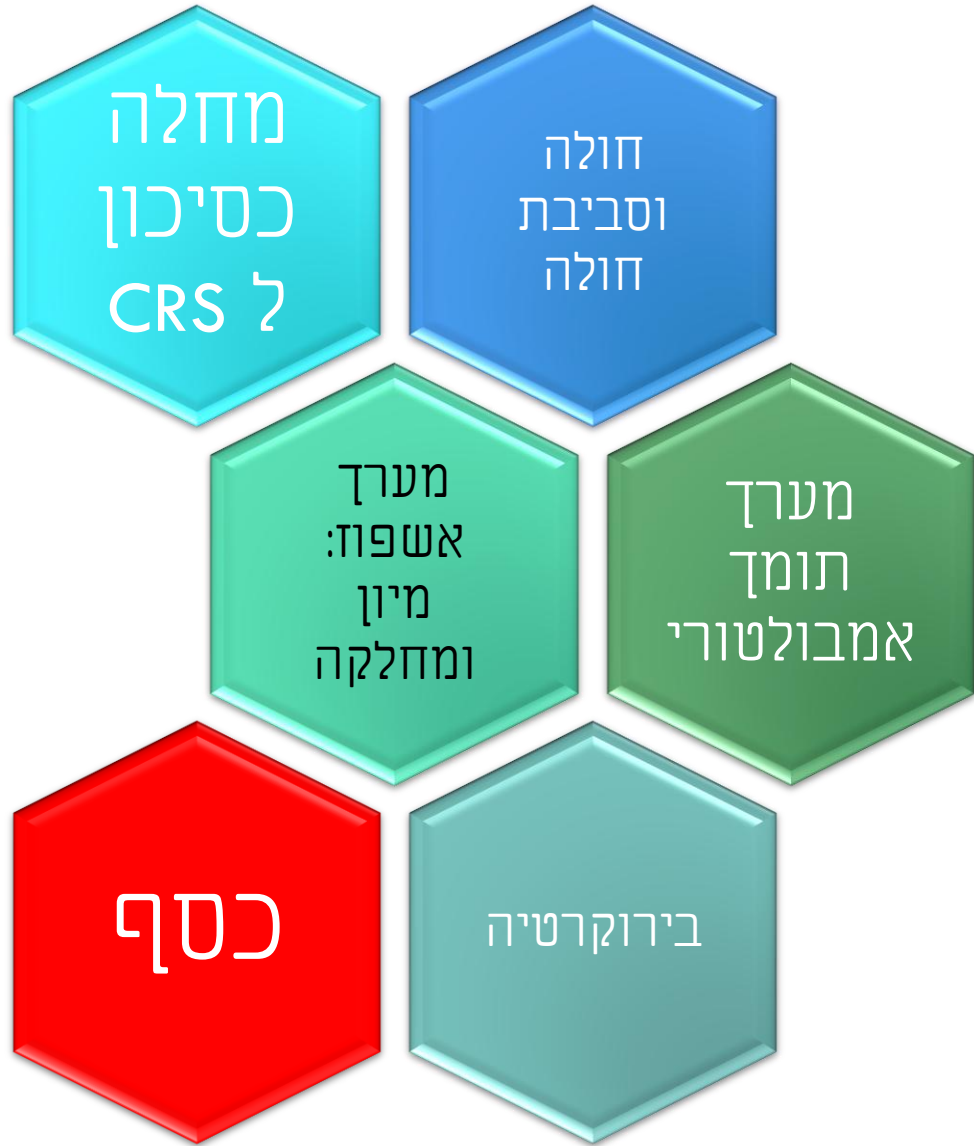 חולה
וסביבת
חולה
מחלה
כסיכון
ל CRS
מערך
תומך
אמבולטורי
מערך
אשפוז:
מיון
ומחלקה
בירוקרטיה
כסף